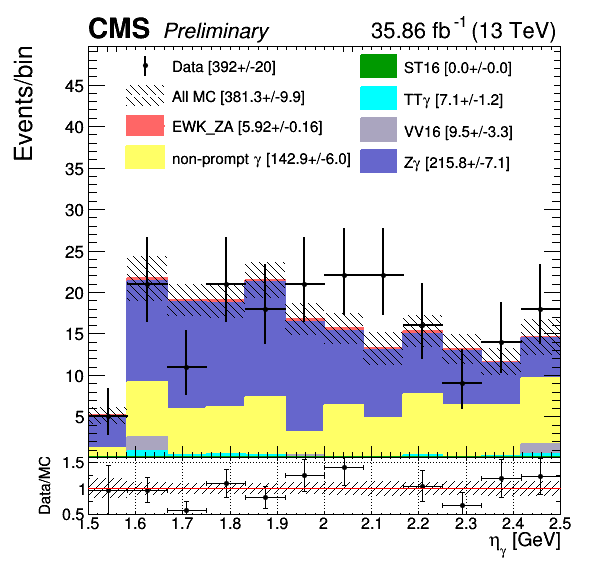 CMS Preliminary 35.86 fb⁻¹ (13 TeV)
Events/bin
Data [392+/-20]
All MC [381.3+/-9.9]
EWK_ZA [5.92+/-0.16]
non-prompt γ [142.9+/-6.0]
ST16 [0.0+/-0.0]
TTγ [7.1+/-1.2]
VV16 [9.5+/-3.3]
Zγ [215.8+/-7.1]
45
40
35
30
25
20
15
10
5
Data/MC
1.5
1
0.5
1.5 1.6 1.7 1.8 1.9 2 2.1 2.2 2.3 2.4 2.5
ηγ [GeV]